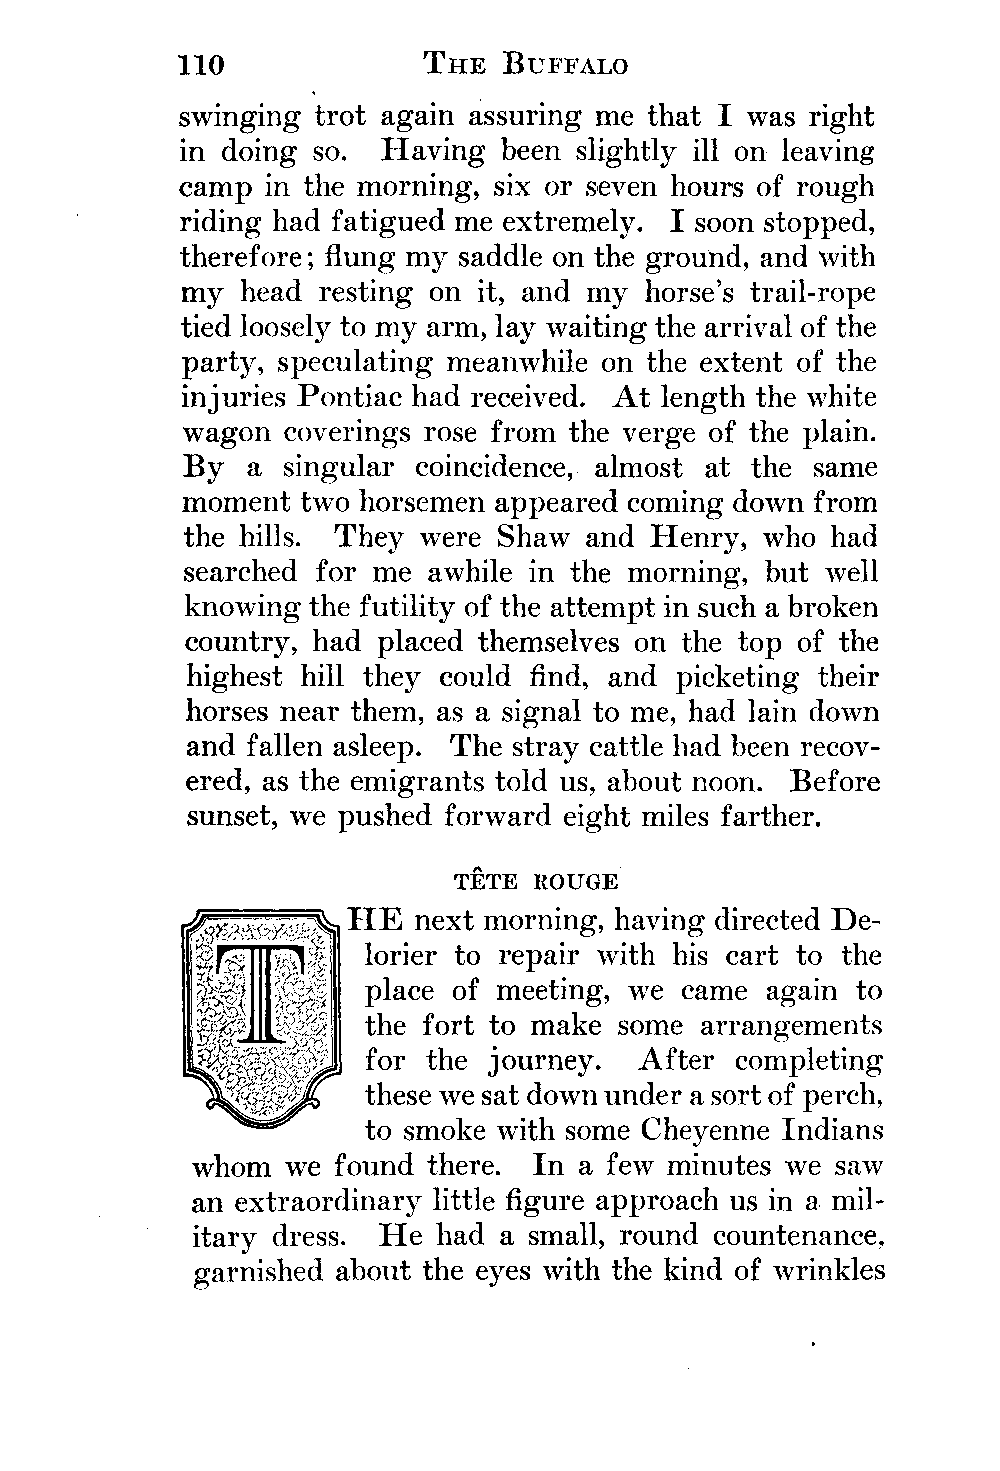 110 THE BUFFALO
swinging trot again assuring me that I was right
in doing so. Having been slightly ill on leaving
camp in the morning, six or seven hours of rough
riding had fatigued me extremely. I soon stopped,
therefore; flung my saddle on the ground, and with
my head resting on it, and my horse's trail-rope
tied loosely to my arm, lay waiting the arrival of the
party, speculating meanwhile on the extent of the
injuries Pontiac had received. At length the white
wagon coverings rose from the verge of the plain.
By a singular coincidence, almost at the same
moment two horsemen appeared coming down from
the hills. They were Shaw and Henry, who had
searched for me awhile in the morning, but well
knowing the futility of the attempt in such a broken
country, had placed themselves on the top of the
highest hill they could find, and picketing their
horses near them, as a signal to me, had lain down
and fallen asleep. The stray cattle had been recov-
ered, as the emigrants told us, about noon. Before
sunset, we pushed forward eight miles farther.
TÊTE ROUGE
THE next morning, having directed De-
lorier to repair with his cart to the
place of meeting, we came again to
the fort to make some arrangements
for the journey. After completing
these we sat down under a sort of perch,
to smoke with some Cheyenne Indians
whom we found there. In a few minutes we saw
an extraordinary little figure approach us in a mil-
itary dress. He had a small, round countenance,
garnished about the eyes with the kind of wrinkles